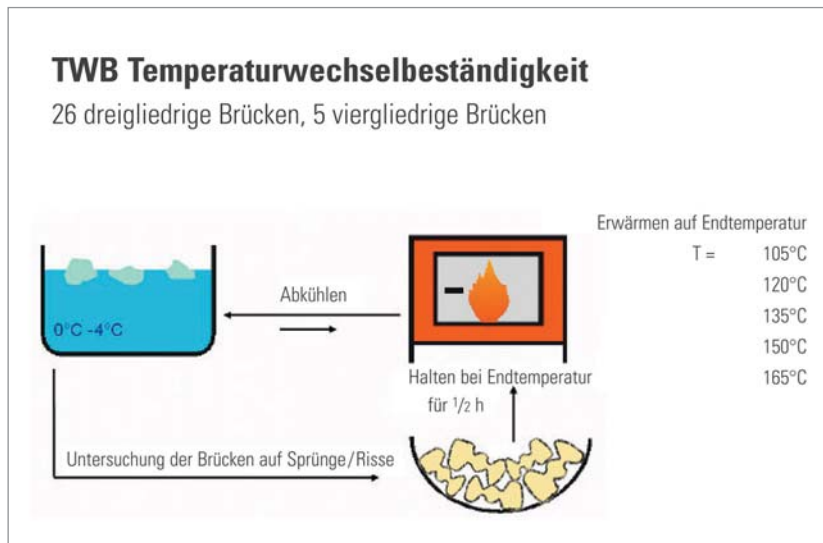 TWB Temperaturwechselbeständigkeit
26 dreigliedrige Brücken, 5 viergliedrige Brücken
Erwärmen auf Endtemperatur
T = 105°C
120°C
135°C
150°C
165°C
Abkühlen
0°C -4°C
Halten bei Endtemperatur
für 1/2 h
Untersuchung der Brücken auf Sprünge/Risse